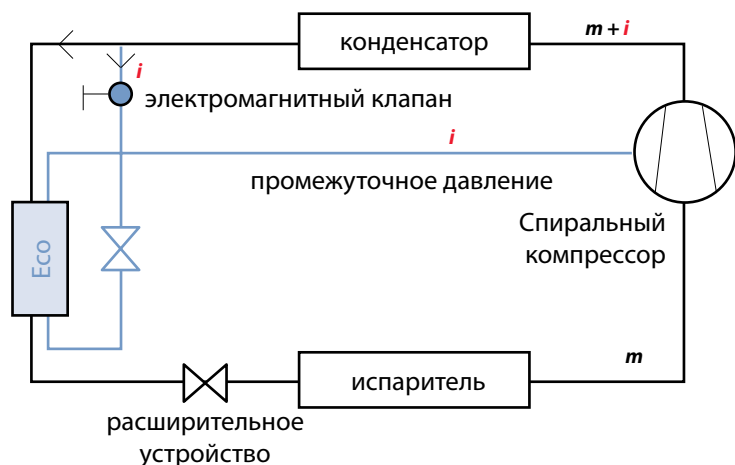 конденсатор
m + i
i
электромагнитный клапан
i
промежуточное давление
Спиральный
компрессор
Eco
m
испаритель
расширительное
устройство